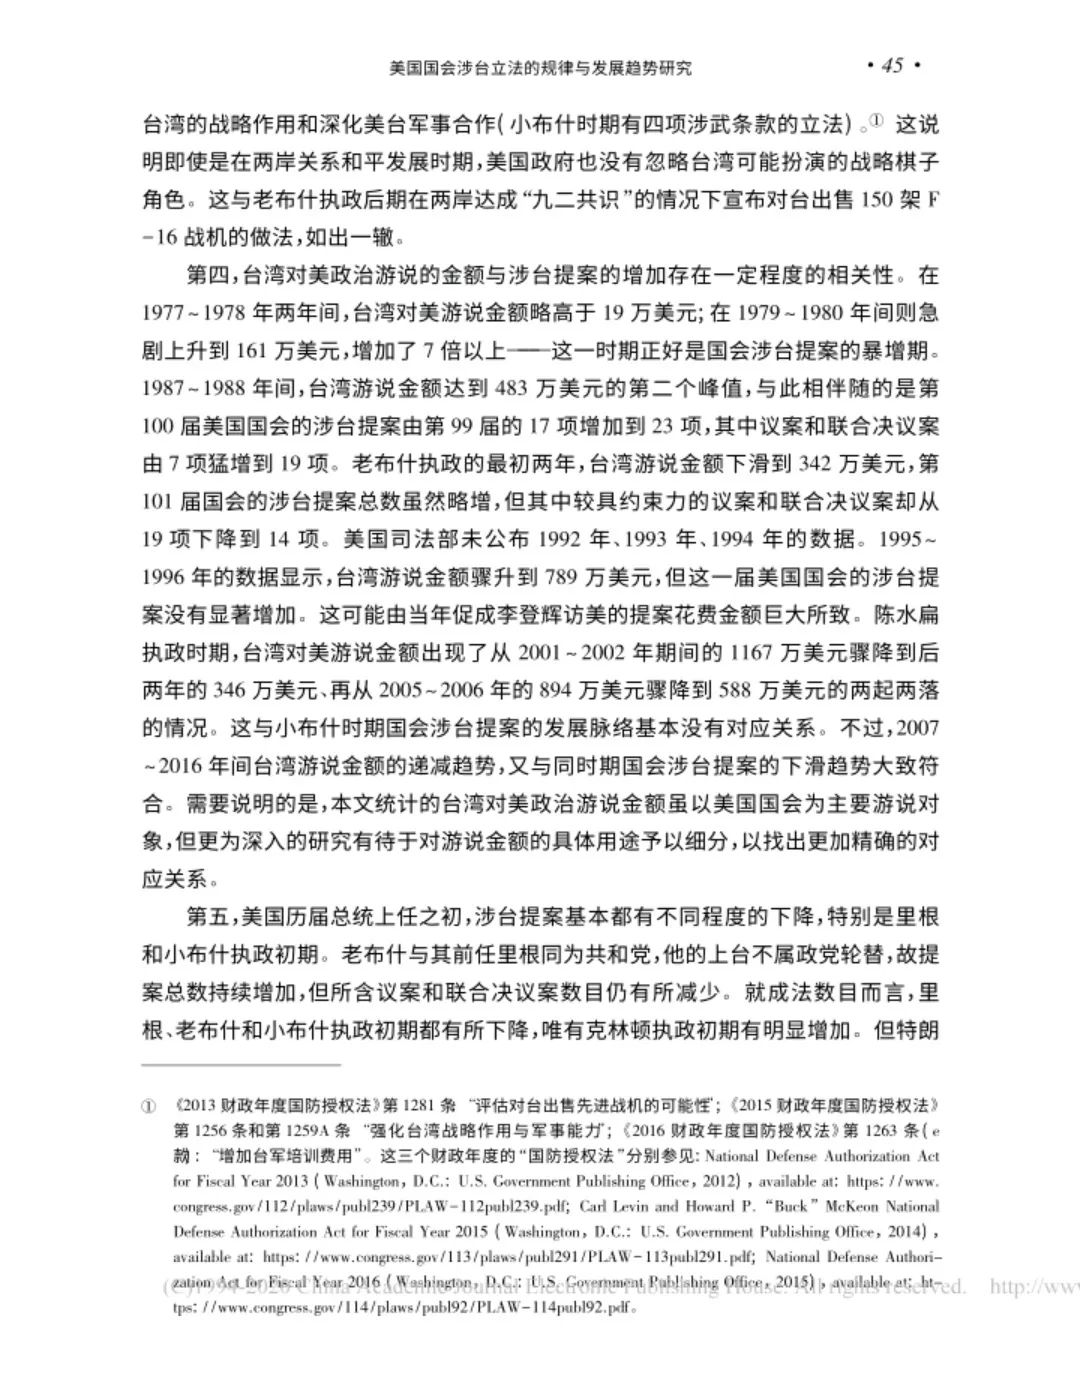 美国国会涉台立法的规律与发展趋势研究
· 45 ·
台湾的战略作用和深化美台军事合作(小布什时期有四项涉武条款的立法)。① 这说
明即使是在两岸关系和平发展时期,美国政府也没有忽略台湾可能扮演的战略棋子
角色。这与老布什执政后期在两岸达成“九二共识”的情况下宣布对台出售 150 架 F
-16 战机的做法,如出一辙。
第四,台湾对美政治游说的金额与涉台提案的增加存在一定程度的相关性。在
1977~1978 年两年间,台湾对美游说金额略高于 19 万美元;在 1979~1980 年间则急
剧上升到 161 万美元,增加了 7 倍以上——这一时期正好是国会涉台提案的暴增期。
1987~1988 年间,台湾游说金额达到 483 万美元的第二个峰值,与此相伴随的是第
100 届美国国会的涉台提案由第 99 届的 17 项增加到 23 项,其中议案和联合决议案
由 7 项猛增到 19 项。老布什执政的最初两年,台湾游说金额下滑到 342 万美元,第
101 届国会的涉台提案总数虽然略增,但其中较具约束力的议案和联合决议案却从
19 项下降到 14 项。美国司法部未公布 1992 年、1993 年、1994 年的数据。1995~
1996 年的数据显示,台湾游说金额骤升到 789 万美元,但这一届美国国会的涉台提
案没有显著增加。这可能由当年促成李登辉访美的提案花费金额巨大所致。陈水扁
执政时期,台湾对美游说金额出现了从 2001~2002 年期间的 1167 万美元骤降到后
两年的 346 万美元、再从 2005~2006 年的 894 万美元骤降到 588 万美元的两起两落
的情况。这与小布什时期国会涉台提案的发展脉络基本没有对应关系。不过,2007
~2016 年间台湾游说金额的递减趋势,又与同时期国会涉台提案的下滑趋势大致符
合。需要说明的是,本文统计的台湾对美政治游说金额虽以美国国会为主要游说对
象,但更为深入的研究有待于对游说金额的具体用途予以细分,以找出更加精确的对
应关系。
第五,美国历届总统上任之初,涉台提案基本都有不同程度的下降,特别是里根
和小布什执政初期。老布什与其前任里根同为共和党,他的上台不属政党轮替,故提
案总数持续增加,但所含议案和联合决议案数目仍有所减少。就成法数目而言,里
根、老布什和小布什执政初期都有所下降,唯有克林顿执政初期有明显增加。但特朗
① 《2013 财政年度国防授权法》第 1281 条 “评估对台出售先进战机的可能性”;《2015 财政年度国防授权法》
第 1256 条和第 1259A 条 “强化台湾战略作用与军事能力”;《2016 财政年度国防授权法》第 1263 条( e
款) : “增加台军培训费用”。这三个财政年度的“国防授权法”分别参见: National Defense Authorization Act
for Fiscal Year 2013 ( Washington, D.C.: U.S. Government Publishing Office, 2012) , available at: https: //www.
congress.gov/112/plaws/publ239/PLAW-112publ239.pdf; Carl Levin and Howard P. “Buck” McKeon National
Defense Authorization Act for Fiscal Year 2015 ( Washington, D.C.: U.S. Government Publishing Office, 2014) ,
available at: https: //www.congress.gov/113/plaws/publ291/PLAW-113publ291.pdf; National Defense Authori-
zation Act for Fiscal Year 2016 ( Washington, D.C.: U.S. Government Publishing Office, 2015) , available at: ht-
(C)1994-2020 China Academic Journal Electronic Publishing House. All rights reserved. http://ww
tps: //www.congress.gov/114/plaws/publ92/PLAW-114publ92.pdf。